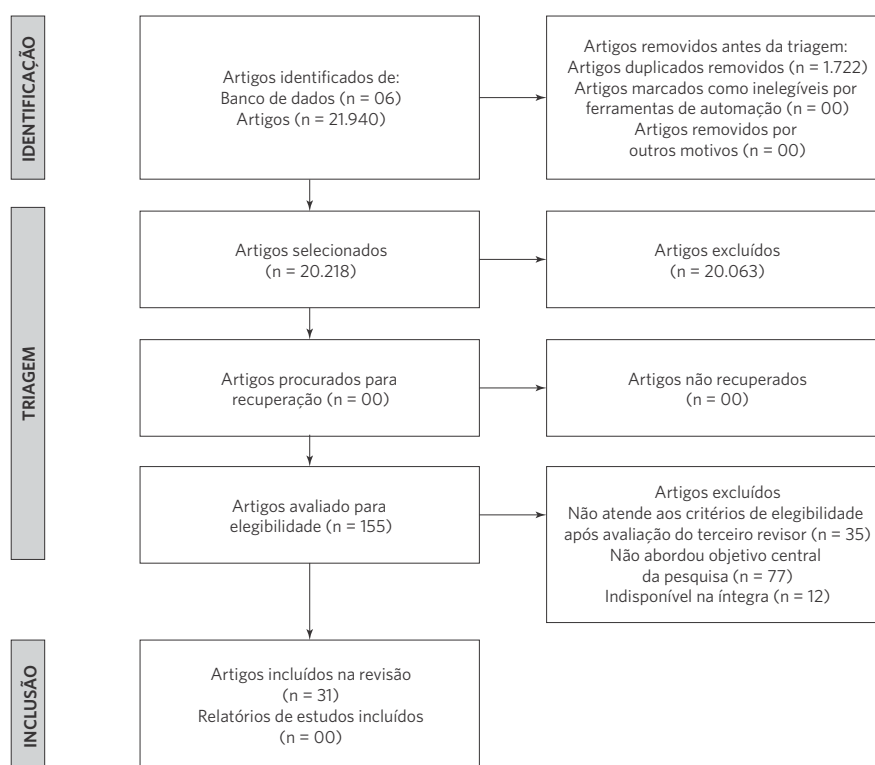 IDENTIFICAÇÃO
Artigos identificados de:
Banco de dados (n = 06)
Artigos (n = 21.940)
Artigos removidos antes da triagem:
Artigos duplicados removidos (n = 1.722)
Artigos marcados como inelegíveis por
ferramentas de automação (n = 00)
Artigos removidos por
outros motivos (n = 00)
TRIAGEM
Artigos selecionados
(n = 20.218)
Artigos excluídos
(n = 20.063)
Artigos procurados para
recuperação (n = 00)
Artigos não recuperados
(n = 00)
Artigos avaliado para
elegibilidade (n = 155)
Artigos excluídos
Não atende aos critérios de elegibilidade
após avaliação do terceiro revisor (n = 35)
Não abordou objetivo central
da pesquisa (n = 77)
Indisponível na íntegra (n = 12)
INCLUSÃO
Artigos incluídos na revisão
(n = 31)
Relatórios de estudos incluídos
(n = 00)